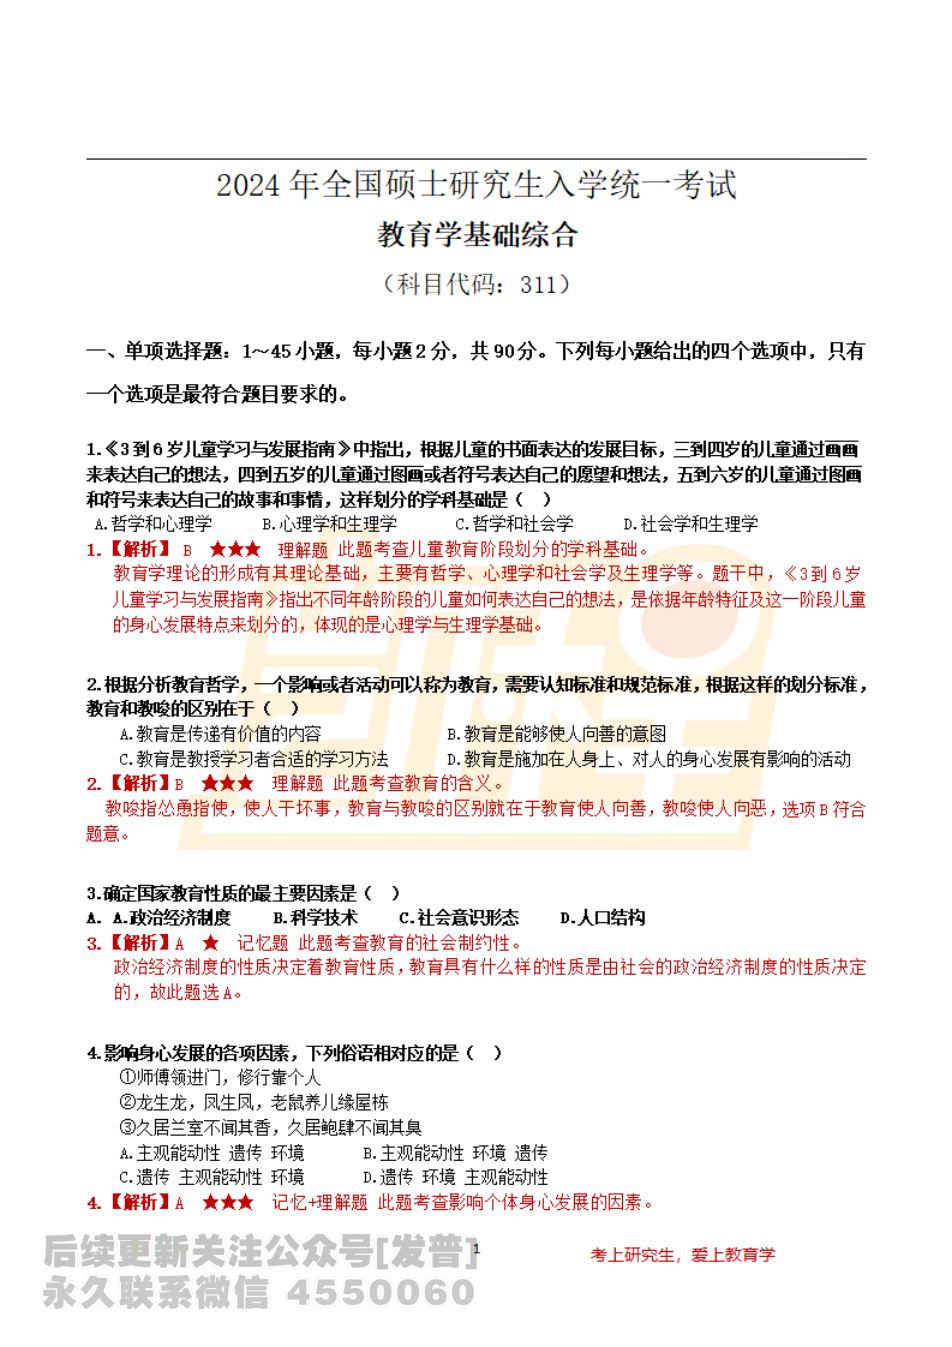 2024 年全国硕士研究生入学统一考试
教育学基础综合
（科目代码：311）
一、单项选择题：1～45 小题，每小题 2 分，共 90 分。下列每小题给出的四个选项中，只有
一个选项是最符合题目要求的。
1.《3 到 6 岁儿童学习与发展指南》中指出，根据儿童的书面表达的发展目标，三到四岁的儿童通过画画
来表达自己的想法，四到五岁的儿童通过图画或者符号表达自己的愿望和想法，五到六岁的儿童通过图画
和符号来表达自己的故事和事情，这样划分的学科基础是（ ）
A.哲学和心理学 B.心理学和生理学 C.哲学和社会学 D.社会学和生理学
1.【解析】 B ★★★ 理解题 此题考查儿童教育阶段划分的学科基础。
教育学理论的形成有其理论基础，主要有哲学、心理学和社会学及生理学等。题干中，《3 到 6 岁
儿童学习与发展指南》指出不同年龄阶段的儿童如何表达自己的想法，是依据年龄特征及这一阶段儿童
的身心发展特点来划分的，体现的是心理学与生理学基础。
2.根据分析教育哲学，一个影响或者活动可以称为教育，需要认知标准和规范标准，根据这样的划分标准，
教育和教唆的区别在于（ ）
A.教育是传递有价值的内容 B.教育是能够使人向善的意图
C.教育是教授学习者合适的学习方法 D.教育是施加在人身上、对人的身心发展有影响的活动
2.【解析】B ★★★ 理解题 此题考查教育的含义。
教唆指怂恿指使，使人干坏事，教育与教唆的区别就在于教育使人向善，教唆使人向恶，选项 B 符合
题意。
3.确定国家教育性质的最主要因素是（ ）
A. A.政治经济制度 B.科学技术 C.社会意识形态 D.人口结构
3.【解析】A ★ 记忆题 此题考查教育的社会制约性。
政治经济制度的性质决定着教育性质，教育具有什么样的性质是由社会的政治经济制度的性质决定
的，故此题选 A。
4.影响身心发展的各项因素，下列俗语相对应的是（ ）
①师傅领进门，修行靠个人
②龙生龙，凤生凤，老鼠养儿缘屋栋
③久居兰室不闻其香，久居鲍肆不闻其臭
A.主观能动性 遗传 环境 B.主观能动性 环境 遗传
C.遗传 主观能动性 环境 D.遗传 环境 主观能动性
4.【解析】A ★★★ 记忆+理解题 此题考查影响个体身心发展的因素。
后续更新关注公众号[发普]
1
考上研究生，爱上教育学
永久联系微信 4550060